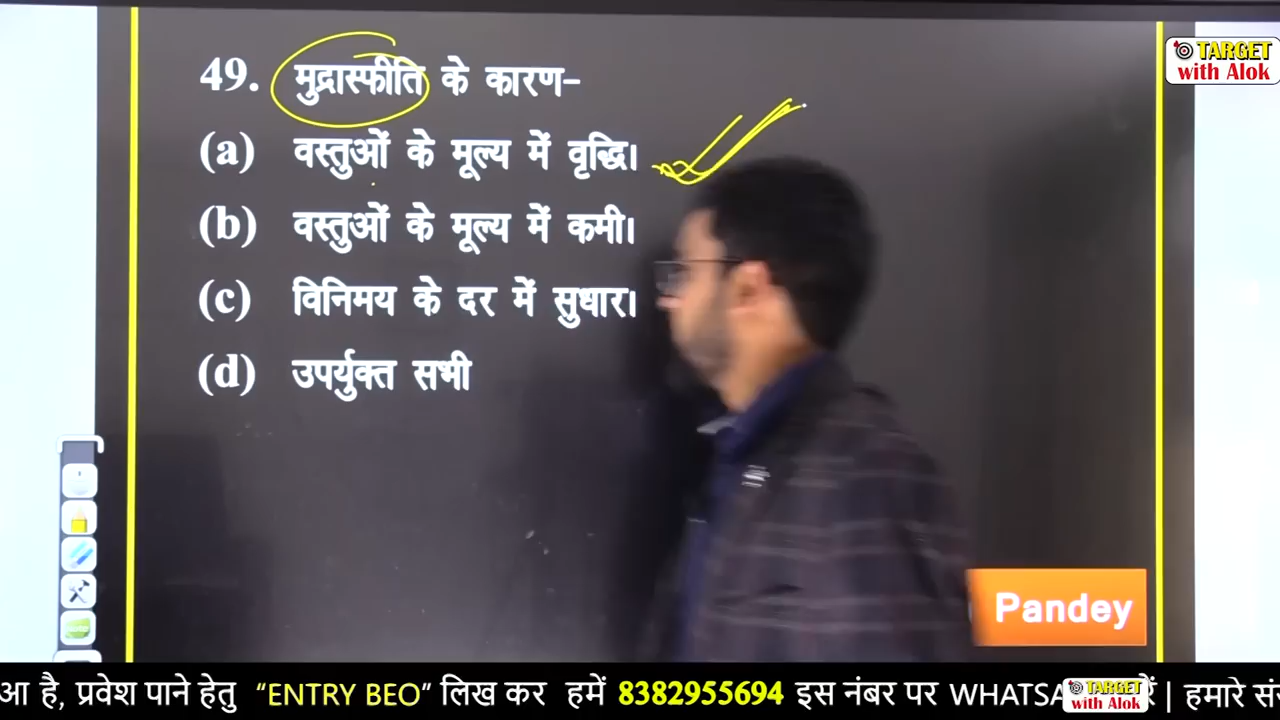 49. मुद्रास्फीति के कारण-
(a) वस्तुओं के मूल्य में वृद्धि।
(b) वस्तुओं के मूल्य में कमी।
(c) विनिमय के दर में सुधार।
(d) उपर्युक्त सभी
TARGET
with Alok
Pandey
आ है, प्रवेश पाने हेतु “ENTRY BEO” लिख कर हमें 8382955694 इस नंबर पर WHATSA | हमारे
TARGET
with Alok